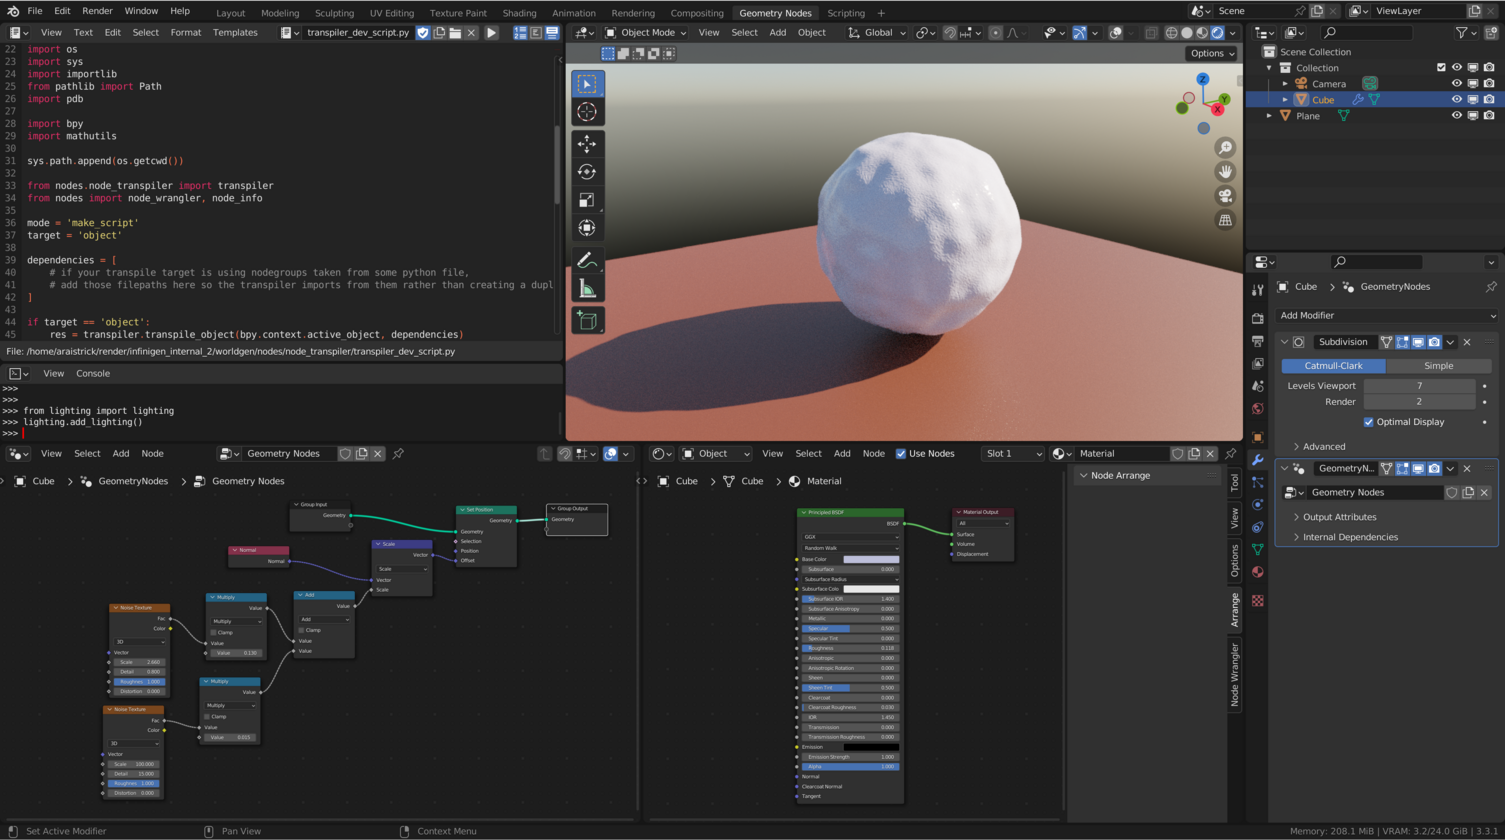 File Edit Render Window Help Layout Modeling Sculpting UV Editing Texture Paint Shading Animation Rendering Compositing Geometry Nodes Scripting + Scene ViewLayer
View Text Edit Select Format Templates transpiler_dev_script.py
22 import os
23 import sys
24 import importlib
25 from pathlib import Path
26 import pdb
27
28 import bpy
29 import mathutils
30
31 sys.path.append(os.getcwd())
32
33 from nodes.node_transpiler import transpiler
34 from nodes import node_wrangler, node_info
35
36 mode = 'make_script'
37 target = 'object'
38
39 dependencies = [
40 # if your transpile target is using nodegroups taken from some python file,
41 # add those filepaths here so the transpiler imports from them rather than creating a dupl
42 ]
43
44 if target == 'object':
45 res = transpiler.transpile_object(bpy.context.active_object, dependencies)
File: /home/araistrick/render/infinigen_internal_2/worldgen/nodes/node_transpiler/transpiler_dev_script.py
View Console
>>>
>>>
>>> from lighting import lighting
>>> lighting.add_lighting()
>>>
Object Mode View Select Add Object Global
Options
Z
Y
X
Scene Collection
Collection
Camera
Cube
Plane
Cube > GeometryNodes
Add Modifier
Subdivision
Catmull-Clark Simple
Levels Viewport 7
Render 2
Optimal Display
Advanced
GeometryN...
Geometry Nodes
Output Attributes
Internal Dependencies
View Select Add Node Geometry Nodes
Cube > GeometryNodes > Geometry Nodes
Group Input
Geometry
Set Position
Geometry
Geometry
Selection
Position
Offset
Group Output
Geometry
Normal
Normal
Scale
Vector
Scale
Vector
Scale
Noise Texture
Fac
Color
3D
Vector
Scale 2.660
Detail 0.800
Roughness 1.000
Distortion 0.000
Multiply
Value
Multiply
Clamp
Value
Value 0.130
Add
Value
Add
Clamp
Value
Value
Multiply
Value
Multiply
Clamp
Value
Value 0.015
Noise Texture
Fac
Color
3D
Vector
Scale 100.000
Detail 15.000
Roughness 1.000
Distortion 0.000
Object View Select Add Node Use Nodes Slot 1 Material
Cube > Cube > Material
Principled BSDF
BSDF
GGX
Random Walk
Base Color
Subsurface 0.000
Subsurface Radius
Subsurface Colo
Subsurface IOR 1.400
Subsurface Anisotropy 0.000
Metallic 0.000
Specular 0.500
Specular Tint 0.000
Roughness 0.118
Anisotropic 0.000
Anisotropic Rotation 0.000
Sheen 0.000
Sheen Tint 0.500
Clearcoat 0.000
Clearcoat Roughness 0.030
IOR 1.450
Transmission 0.000
Transmission Roughness 0.000
Emission
Emission Strength 1.000
Alpha 1.000
Normal
Clearcoat Normal
Tangent
Material Output
All
Surface
Volume
Displacement
Node Arrange
Tool
View
Options
Arrange
Node Wrangler
Set Active Modifier Pan View Context Menu Memory: 208.1 MiB | VRAM: 3.2/24.0 GiB | 3.3.1